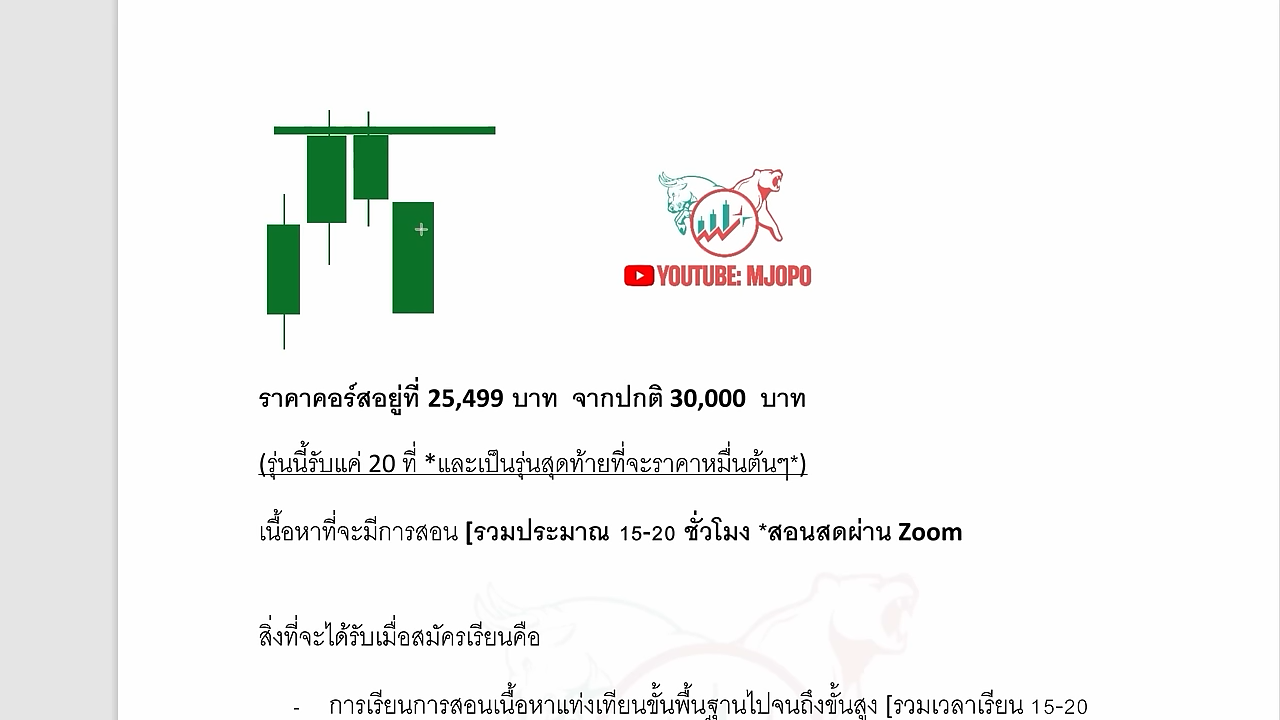 YOUTUBE: MJOPO
ราคาคอร์สอยู่ที่ 25,499 บาท จากปกติ 30,000 บาท
(รุ่นนี้รับแค่ 20 ที่ *และเป็นรุ่นสุดท้ายที่จะราคาหมื่นต้นๆ*)
เนื้อหาที่จะมีการสอน [รวมประมาณ 15-20 ชั่วโมง *สอนสดผ่าน Zoom
สิ่งที่จะได้รับเมื่อสมัครเรียนคือ
- การเรียนการสอนเนื้อหาแท่งเทียนขั้นพื้นฐานไปจนถึงขั้นสูง [รวมเวลาเรียน 15-20